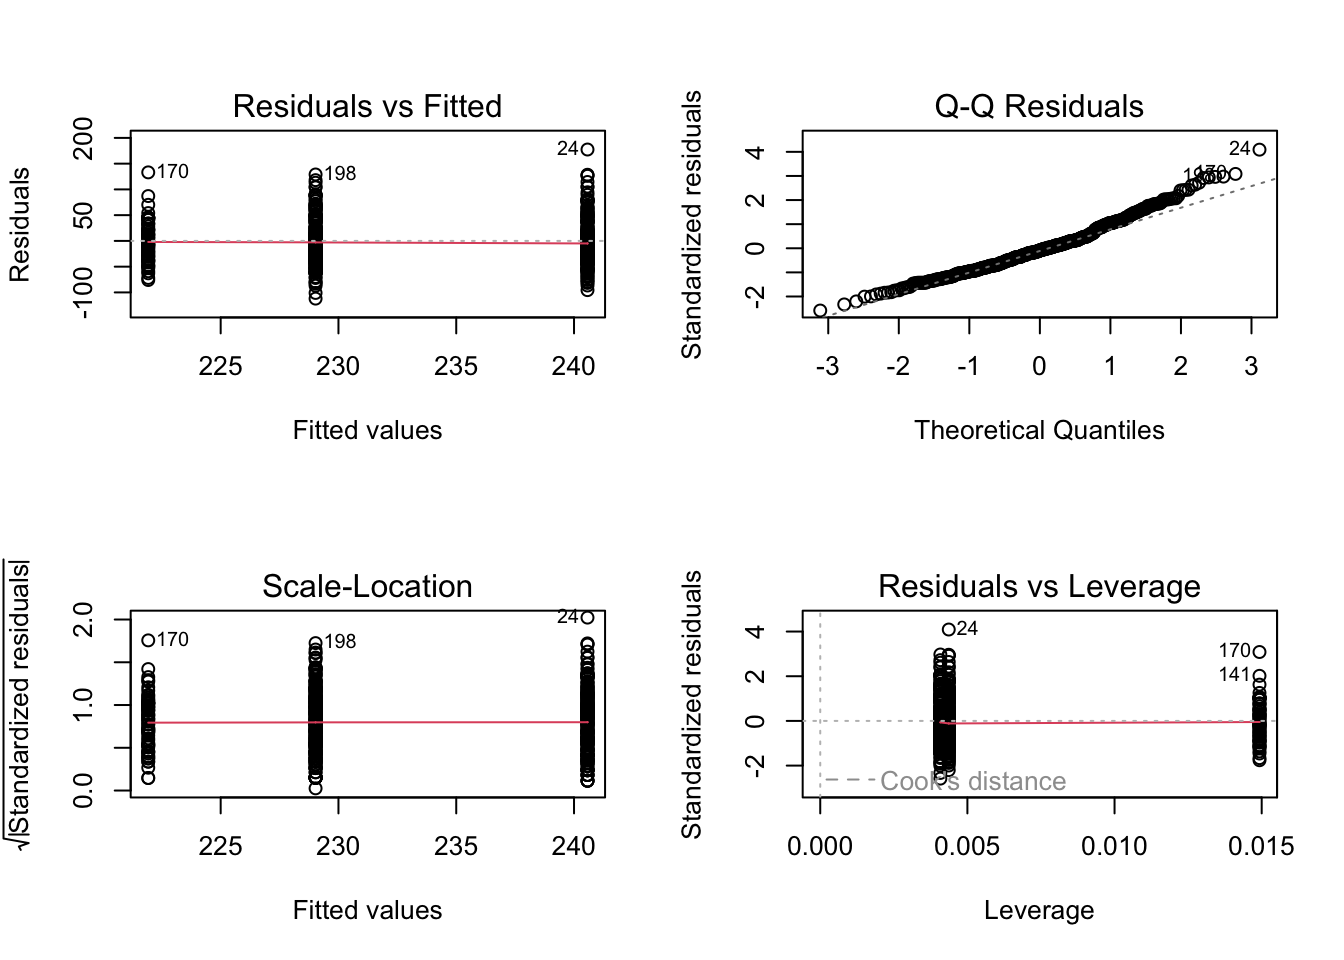 Residuals vs Fitted
Residuals
200
50
-100
170
198
24
225 230 235 240
Fitted values
Q-Q Residuals
Standardized residuals
4
2
0
-2
24
170
-3 -2 -1 0 1 2 3
Theoretical Quantiles
Scale-Location
√|Standardized residuals|
2.0
1.0
0.0
170
198
24
225 230 235 240
Fitted values
Residuals vs Leverage
Standardized residuals
4
2
0
-2
24
170
141
Cook's distance
0.000 0.005 0.010 0.015
Leverage